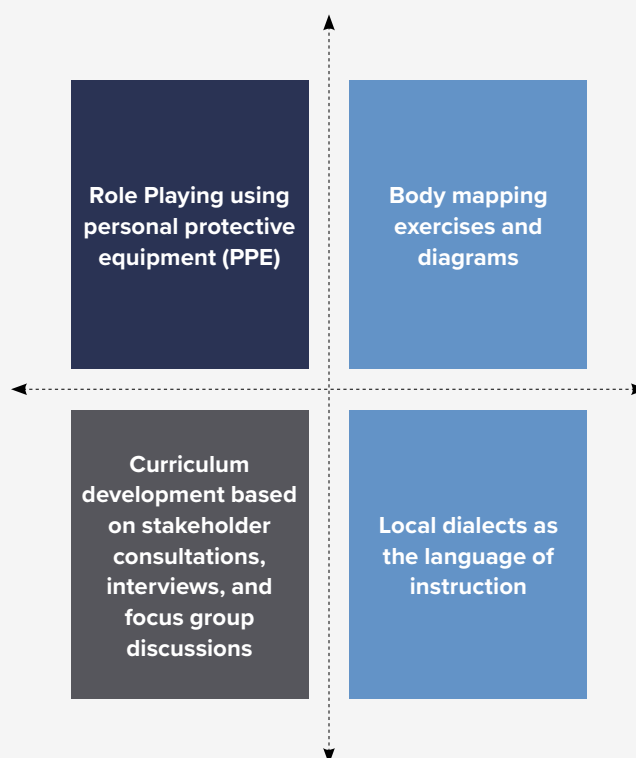 Role Playing using
personal protective
equipment (PPE)
Body mapping
exercises and
diagrams
Curriculum
development based
on stakeholder
consultations,
interviews, and
focus group
discussions
Local dialects as
the language of
instruction